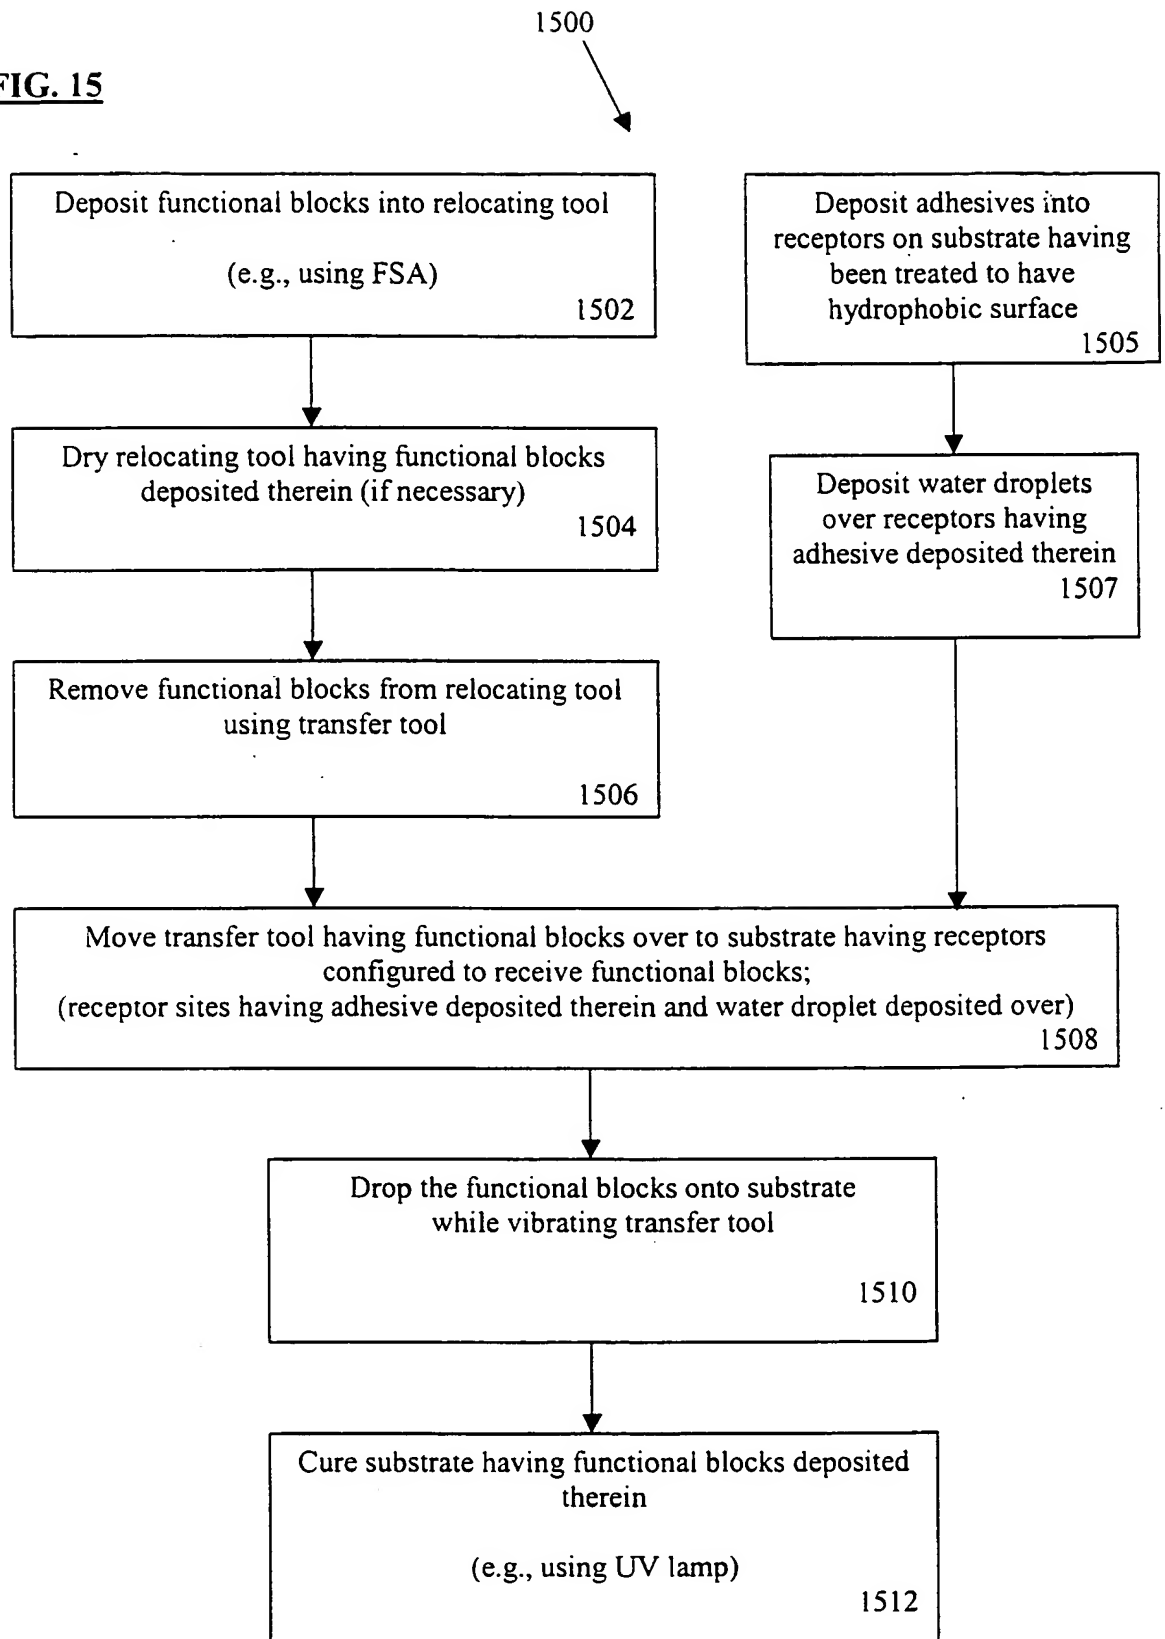 1500
FIG. 15
Deposit functional blocks into relocating tool
(e.g., using FSA)
1502
Deposit adhesives into
receptors on substrate having
been treated to have
hydrophobic surface
1505
Dry relocating tool having functional blocks
deposited therein (if necessary)
1504
Deposit water droplets
over receptors having
adhesive deposited therein
1507
Remove functional blocks from relocating tool
using transfer tool
1506
Move transfer tool having functional blocks over to substrate having receptors
configured to receive functional blocks;
(receptor sites having adhesive deposited therein and water droplet deposited over)
1508
Drop the functional blocks onto substrate
while vibrating transfer tool
1510
Cure substrate having functional blocks deposited
therein
(e.g., using UV lamp)
1512